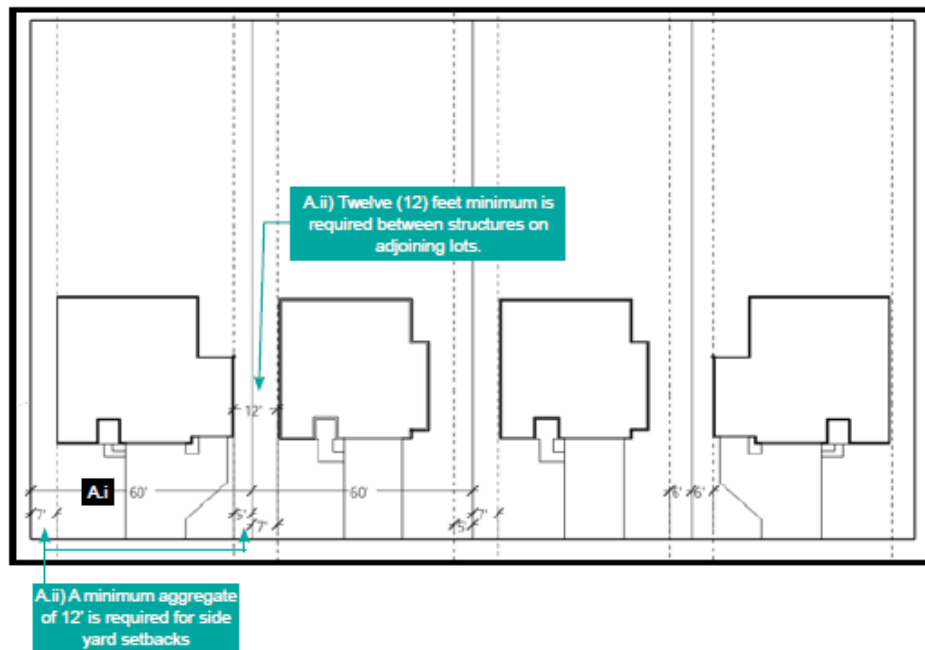 A.ii) Twelve (12) feet minimum is
required between structures on
adjoining lots.
12'
A.i
60'
60'
7'
5'
7'
5
7'
6'
6'
A.ii) A minimum aggregate
of 12' is required for side
yard setbacks